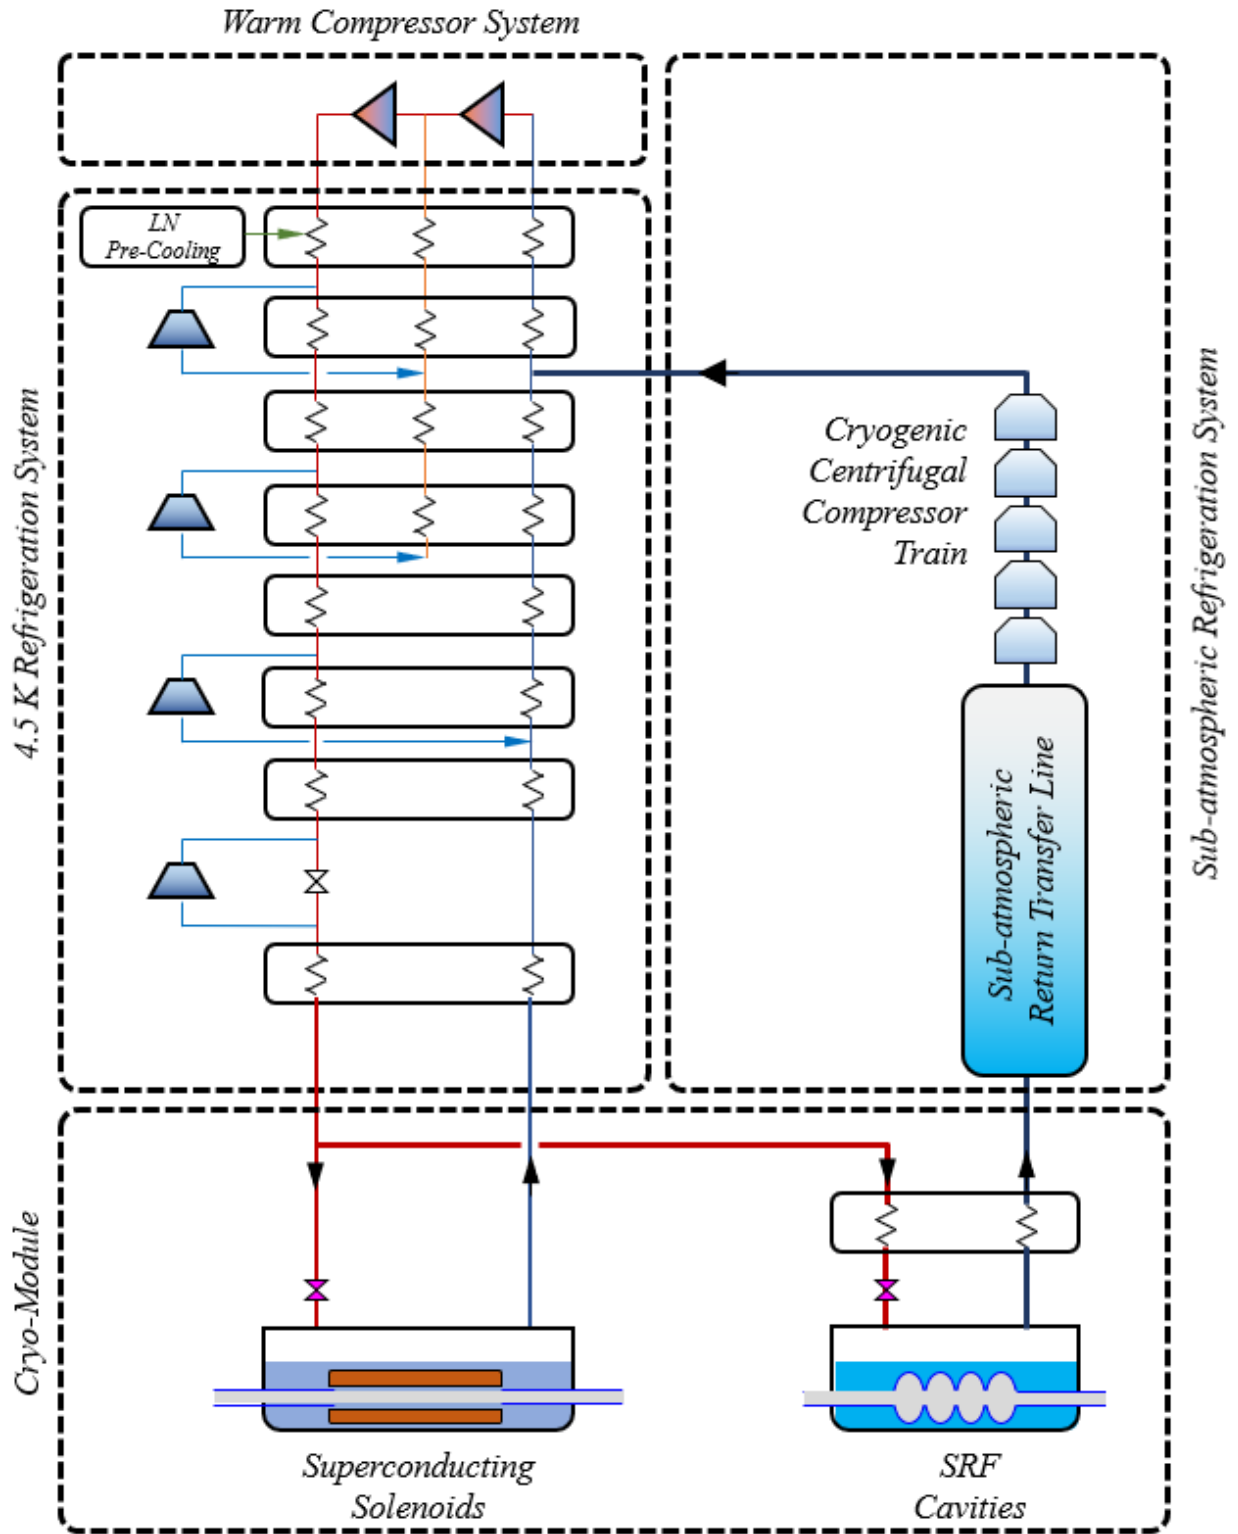 Warm Compressor System
LN
Pre-Cooling
4.5 K Refrigeration System
Cryogenic
Centrifugal
Compressor
Train
Sub-atmospheric
Return Transfer Line
Sub-atmospheric Refrigeration System
Cryo-Module
Superconducting
Solenoids
SRF
Cavities